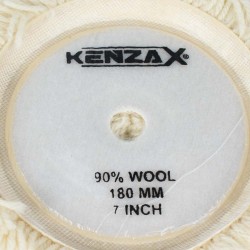 KENZAX®
90% WOOL
180 MM
7 INCH